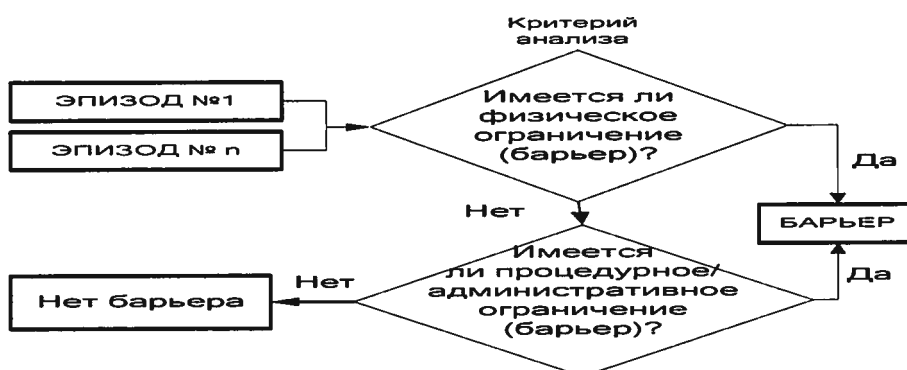 Критерий
анализа
ЭПИЗОД №1
ЭПИЗОД № n
Имеется ли
физическое
ограничение
(барьер)?
Да
Нет
БАРЬЕР
Имеется
ли процедурное/
административное
ограничение
(барьер)?
Да
Нет
Нет барьера